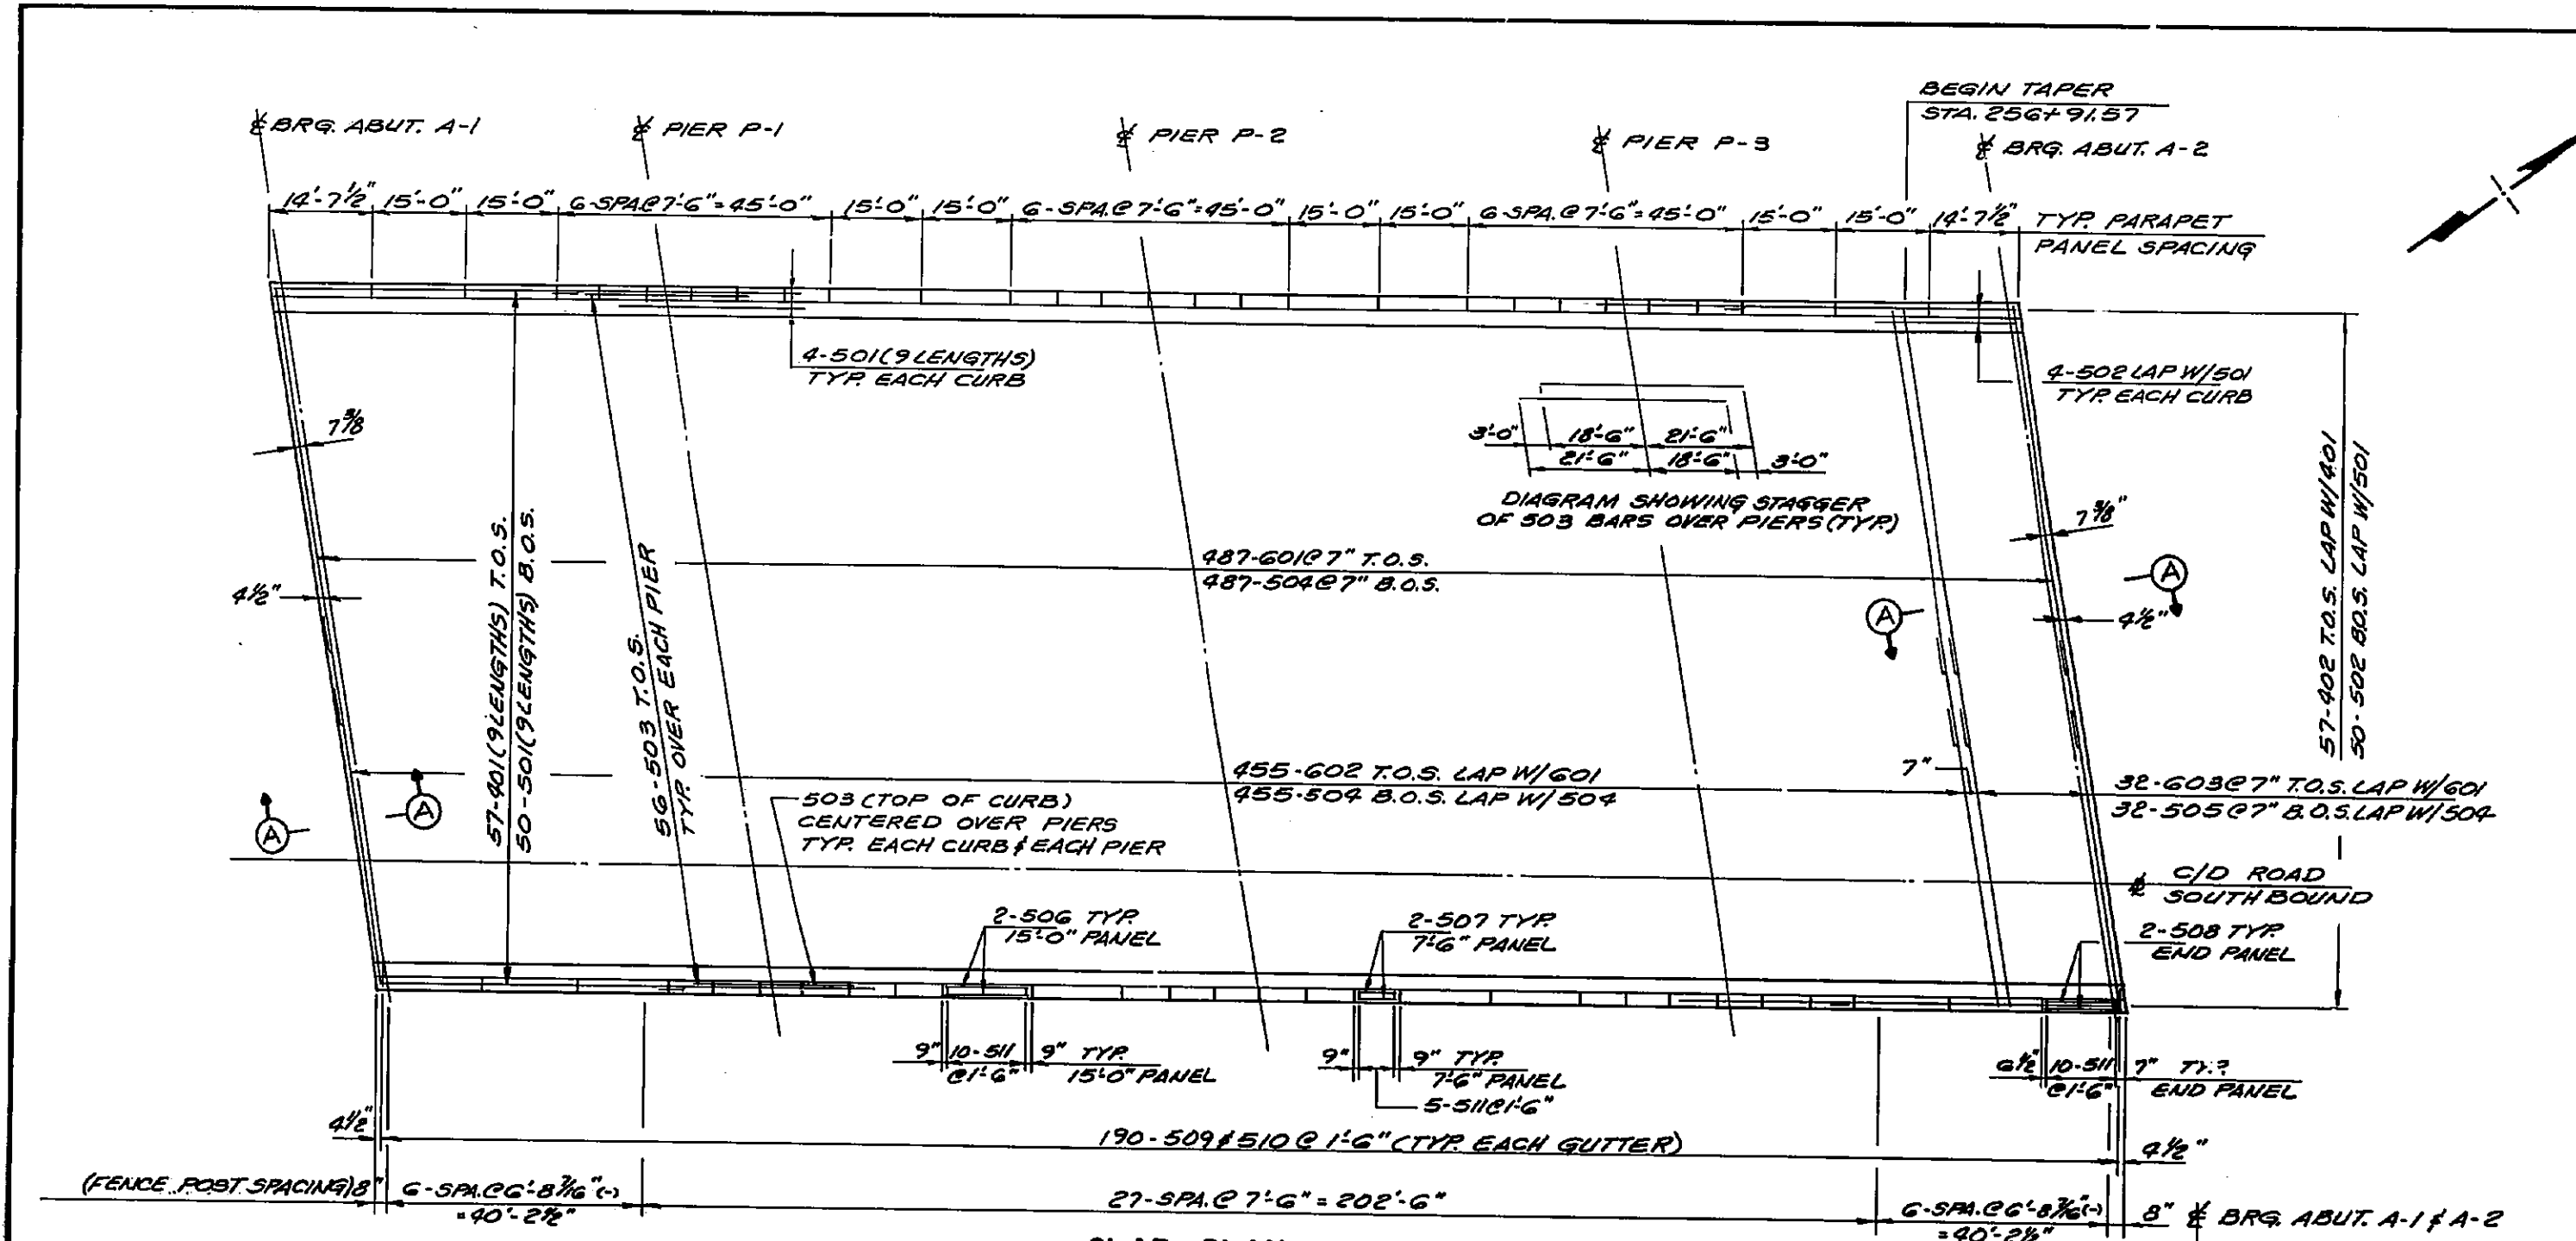 BEGIN TAPER
STA. 256+91.57
℄ BRG. ABUT. A-1
℄ PIER P-1
℄ PIER P-2
℄ PIER P-3
℄ BRG. ABUT. A-2
14'-7½" 15'-0" 15'-0" 6-SPA.@7'-6"=45'-0" 15'-0" 15'-0" 6-SPA.@7'-6"=45'-0" 15'-0" 15'-0" 6-SPA.@7'-6"=45'-0" 15'-0" 15'-0" 14'-7½"
TYP. PARAPET
PANEL SPACING
4-501(9 LENGTHS)
TYP. EACH CURB
4-502 LAP W/501
TYP. EACH CURB
7⅜
3'-0" 18'-6" 21'-6"
21'-6" 18'-6" 3'-0"
DIAGRAM SHOWING STAGGER
OF 503 BARS OVER PIERS (TYP.)
7⅜"
487-601@7" T.O.S.
487-504@7" B.O.S.
A
A
4½"
4½"
57-401(9 LENGTHS) T.O.S.
50-501(9 LENGTHS) B.O.S.
56-503 T.O.S.
TYP. OVER EACH PIER
57-402 T.O.S. LAP W/401
50-502 B.O.S. LAP W/501
455-602 T.O.S. LAP W/601
455-504 B.O.S. LAP W/504
7"
32-603@7" T.O.S. LAP W/601
32-505@7" B.O.S. LAP W/504
A
A
503 (TOP OF CURB)
CENTERED OVER PIERS
TYP. EACH CURB & EACH PIER
℄ C/D ROAD
SOUTHBOUND
2-506 TYP.
15'-0" PANEL
2-507 TYP.
7'-6" PANEL
2-508 TYP.
END PANEL
9" 10-511 @1'-6" 9" TYP.
15'-0" PANEL
9" 9" TYP.
7'-6" PANEL
5-511@1'-6"
6½" 10-511 @1'-6" 7" TYP.
END PANEL
4½" 190-509 & 510 @ 1'-6" (TYP. EACH GUTTER) 4½"
(FENCE POST SPACING) 8" 6-SPA.@6'-8 7/16"(-) 27-SPA.@ 7'-6" = 202'-6" 6-SPA.@6'-8 7/16"(-) 8" ℄ BRG. ABUT. A-1 & A-2
=40'-2½" =40'-2½"